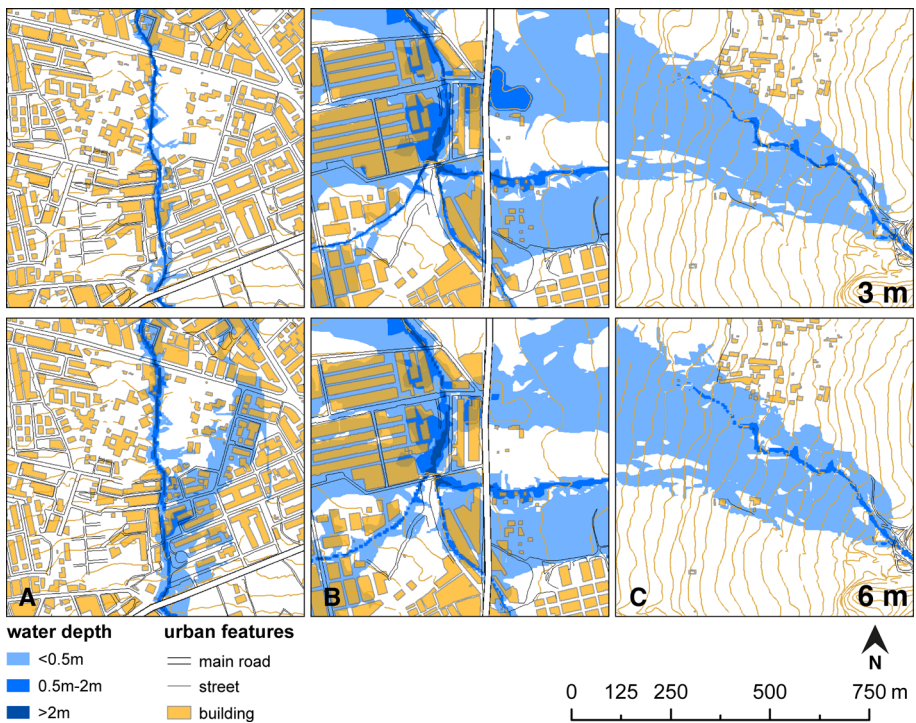 3 m
A
B
C
6 m
water depth
<0.5m
0.5m-2m
>2m
urban features
main road
street
building
N
0 125 250 500 750 m